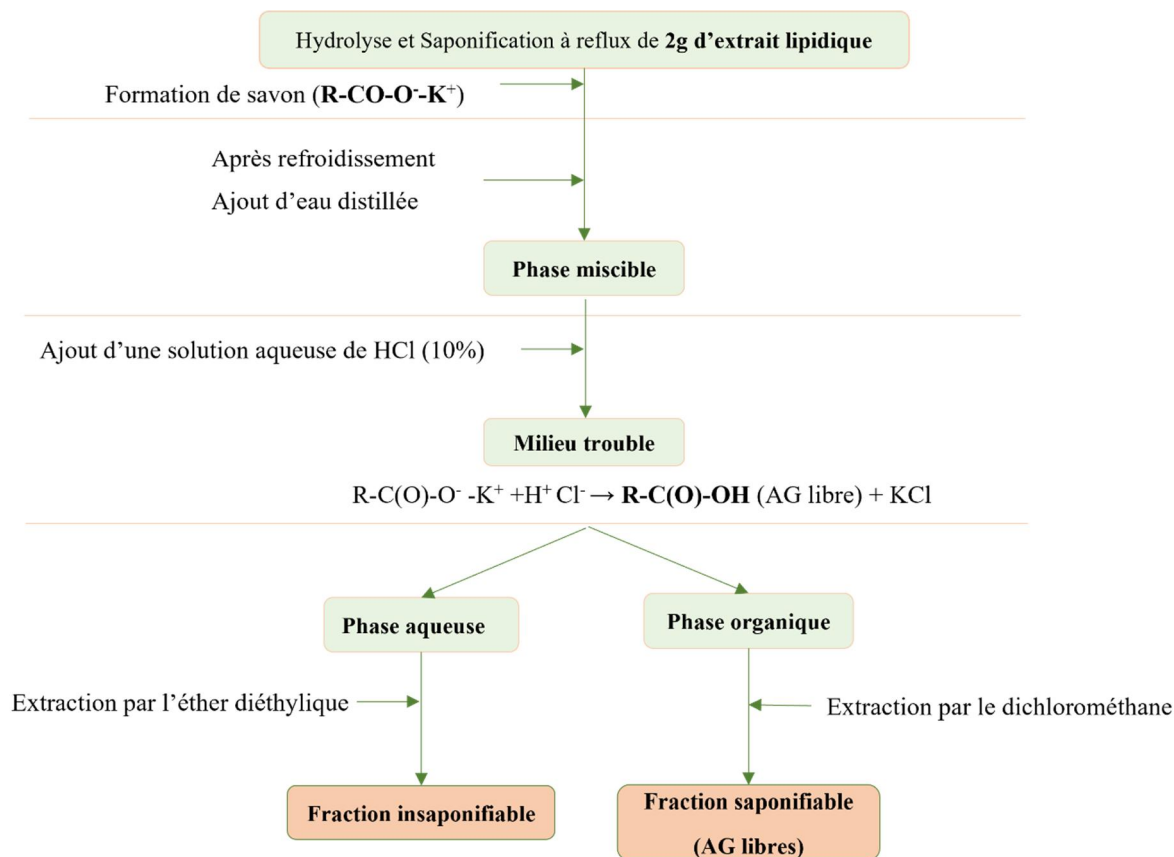 Hydrolyse et Saponification à reflux de 2g d’extrait lipidique
Formation de savon (R-CO-O⁻-K⁺)
Après refroidissement
Ajout d’eau distillée
Phase miscible
Ajout d’une solution aqueuse de HCl (10%)
Milieu trouble
R-C(O)-O⁻ -K⁺ +H⁺ Cl⁻ → R-C(O)-OH (AG libre) + KCl
Phase aqueuse
Phase organique
Extraction par l’éther diéthylique
Extraction par le dichlorométhane
Fraction insaponifiable
Fraction saponifiable
(AG libres)